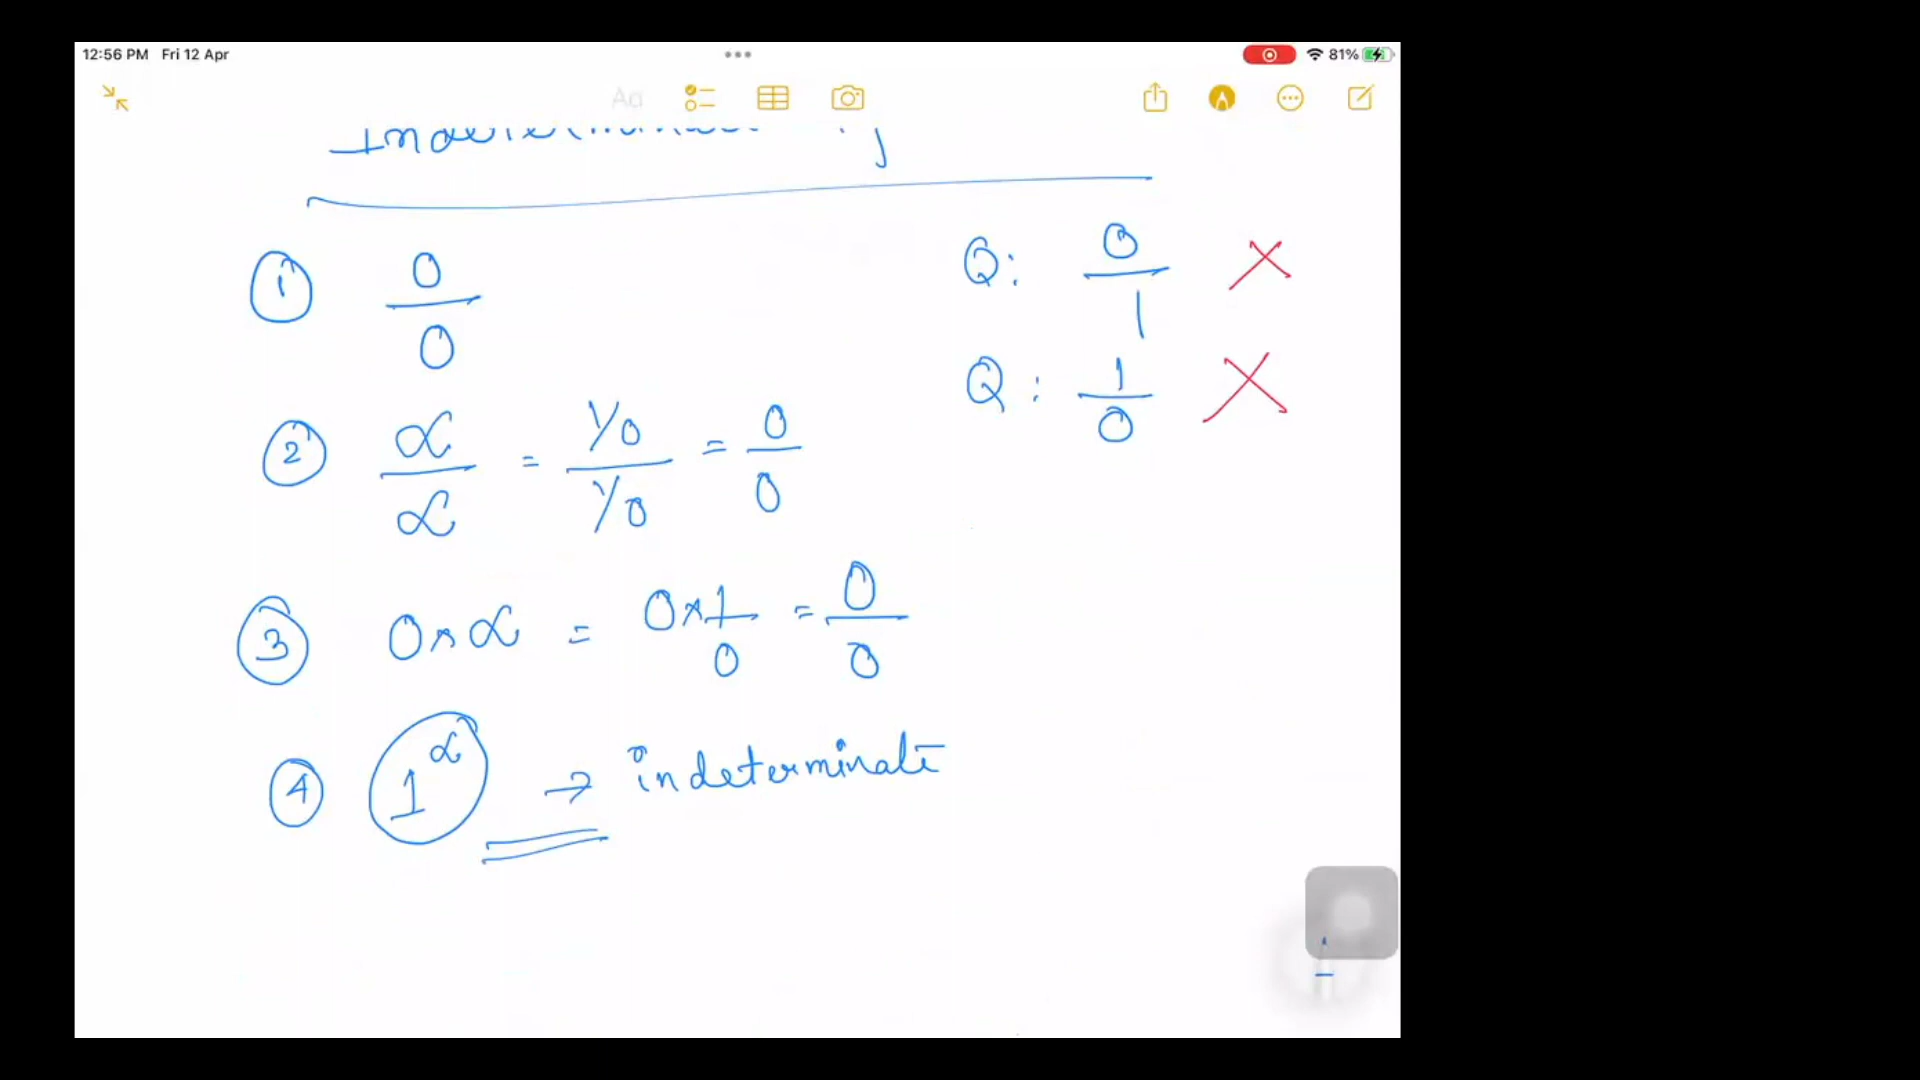 12:56 PM Fri 12 Apr 81%
Aa
① 0/0
Q: 0/1 ×
Q: 1/0 ×
② ∝/∝ = (1/0)/(1/0) = 0/0
③ 0×∝ = 0×1/0 = 0/0
④ 1^∝ → indeterminate